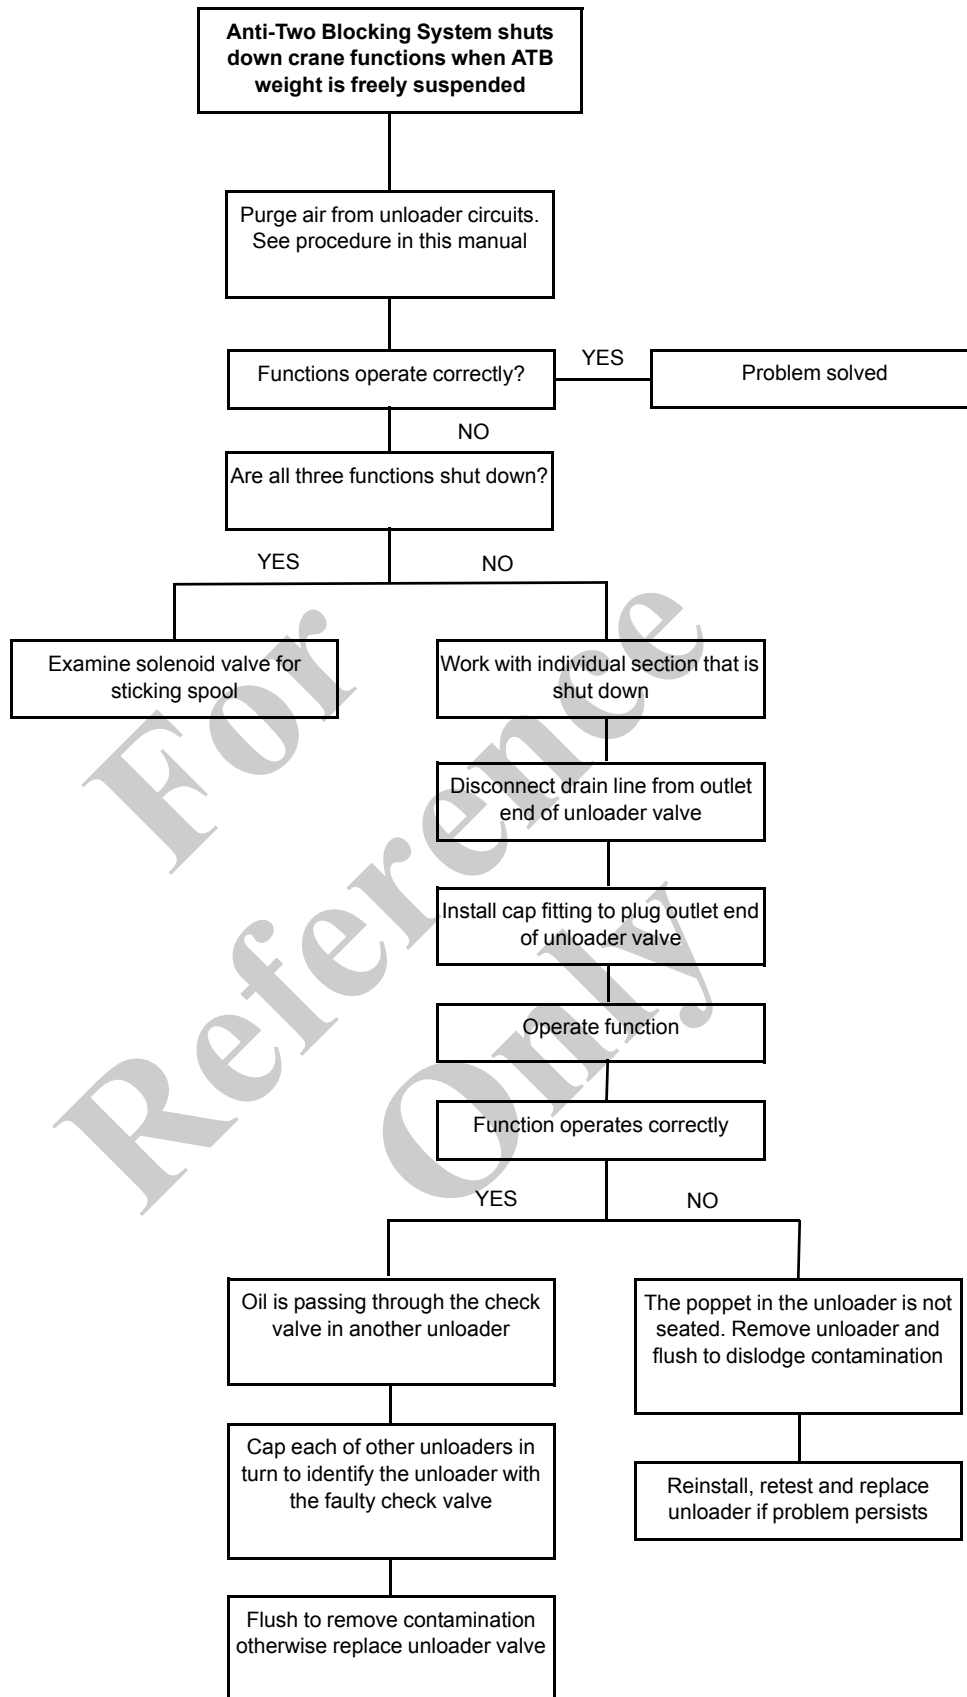 Anti-Two Blocking System shuts
down crane functions when ATB
weight is freely suspended
Purge air from unloader circuits.
See procedure in this manual
Functions operate correctly?
YES
Problem solved
NO
Are all three functions shut down?
YES
NO
Examine solenoid valve for
sticking spool
Work with individual section that is
shut down
Disconnect drain line from outlet
end of unloader valve
Install cap fitting to plug outlet end
of unloader valve
Operate function
Function operates correctly
YES
NO
Oil is passing through the check
valve in another unloader
The poppet in the unloader is not
seated. Remove unloader and
flush to dislodge contamination
Cap each of other unloaders in
turn to identify the unloader with
the faulty check valve
Reinstall, retest and replace
unloader if problem persists
Flush to remove contamination
otherwise replace unloader valve
For
Reference
Only